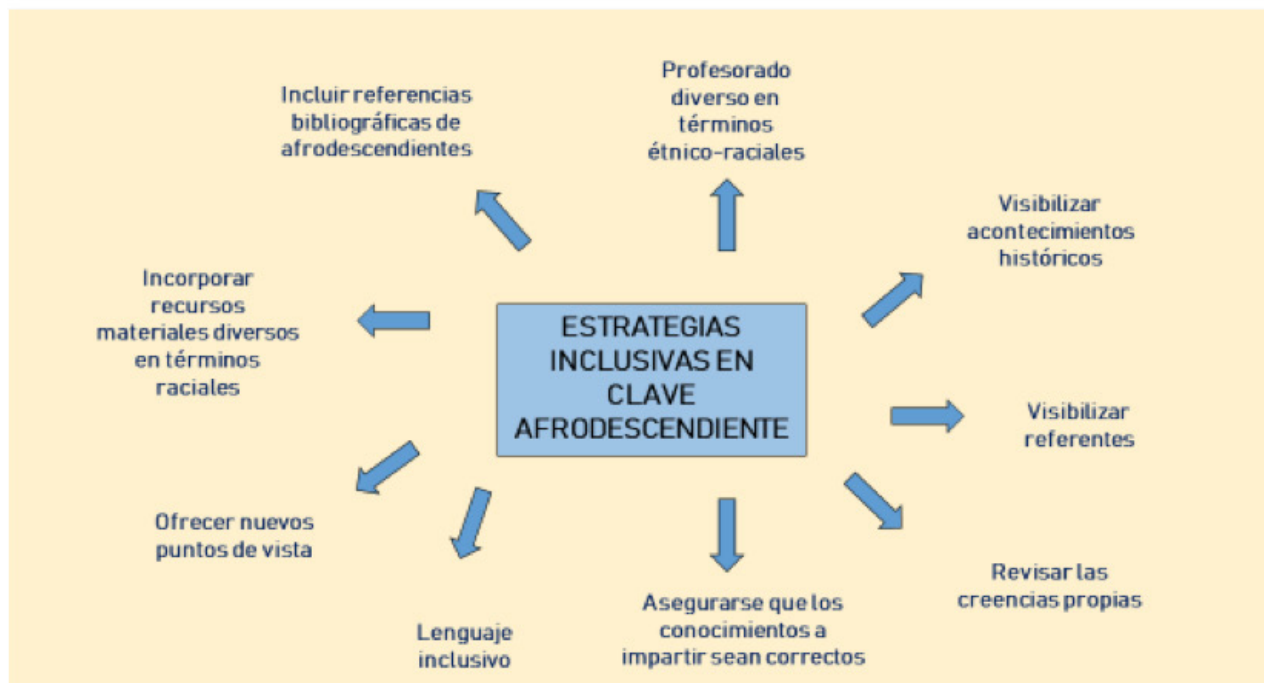 Incluir referencias
bibliográficas de
afrodescendientes
Profesorado
diverso en
términos
étnico-raciales
Visibilizar
acontecimientos
históricos
Incorporar
recursos
materiales diversos
en términos
raciales
ESTRATEGIAS
INCLUSIVAS EN
CLAVE
AFRODESCENDIENTE
Visibilizar
referentes
Ofrecer nuevos
puntos de vista
Lenguaje
inclusivo
Asegurarse que los
conocimientos a
impartir sean correctos
Revisar las
creencias propias